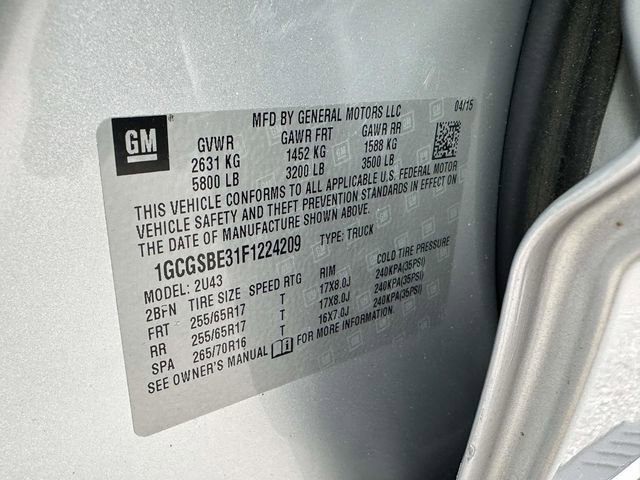 MFD BY GENERAL MOTORS LLC 04/15
GM
GVWR GAWR FRT GAWR RR
2631 KG 1452 KG 1588 KG
5800 LB 3200 LB 3500 LB
THIS VEHICLE CONFORMS TO ALL APPLICABLE U.S. FEDERAL MOTOR
VEHICLE SAFETY AND THEFT PREVENTION STANDARDS IN EFFECT ON
THE DATE OF MANUFACTURE SHOWN ABOVE.
1GCGSBE31F1224209 TYPE: TRUCK
MODEL: 2U43 COLD TIRE PRESSURE
2BFN TIRE SIZE SPEED RTG RIM
FRT 255/65R17 T 17X8.0J 240KPA(35PSI)
RR 255/65R17 T 17X8.0J 240KPA(35PSI)
SPA 265/70R16 T 16X7.0J 240KPA(35PSI)
SEE OWNER'S MANUAL FOR MORE INFORMATION.